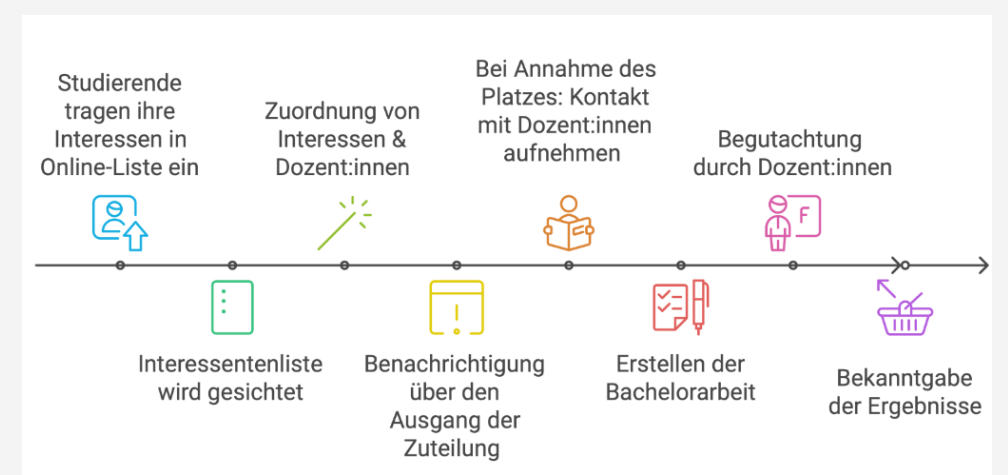 Studierende
tragen ihre
Interessen in
Online-Liste ein
Interessentenliste
wird gesichtet
Zuordnung von
Interessen &
Dozent:innen
Benachrichtigung
über den
Ausgang der
Zuteilung
Bei Annahme des
Platzes: Kontakt
mit Dozent:innen
aufnehmen
Erstellen der
Bachelorarbeit
Begutachtung
durch Dozent:innen
F
Bekanntgabe
der Ergebnisse